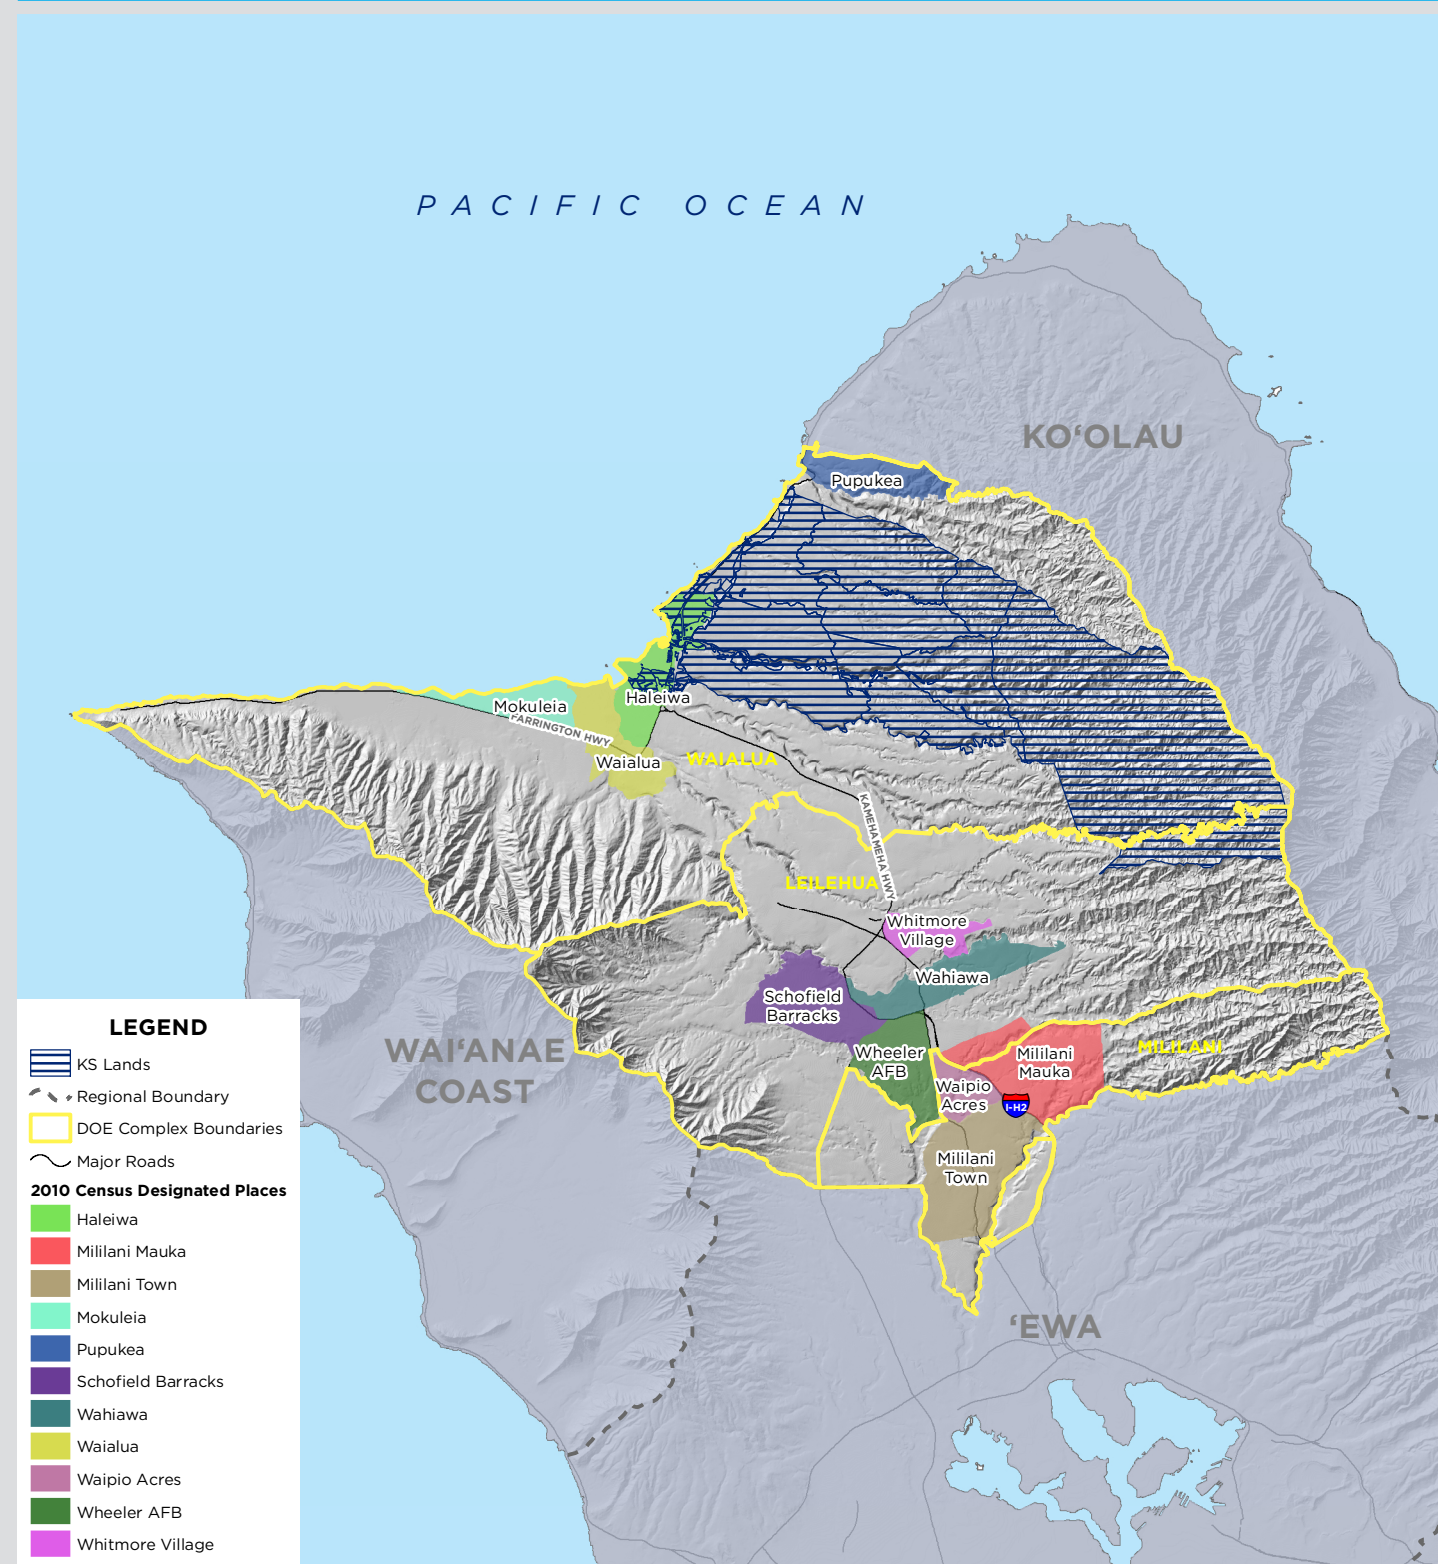 PACIFIC OCEAN
KO‘OLAU
Pupukea
Haleiwa
Mokuleia
FARRINGTON HWY
Waialua
WAIALUA
KAMEHAMEHA HWY
LEILEHUA
Whitmore
Village
Wahiawa
Schofield
Barracks
Wheeler
AFB
Mililani
Mauka
MILILANI
Waipio
Acres
I-H2
WAI‘ANAE
COAST
Mililani
Town
‘EWA
LEGEND
KS Lands
Regional Boundary
DOE Complex Boundaries
Major Roads
2010 Census Designated Places
Haleiwa
Mililani Mauka
Mililani Town
Mokuleia
Pupukea
Schofield Barracks
Wahiawa
Waialua
Waipio Acres
Wheeler AFB
Whitmore Village